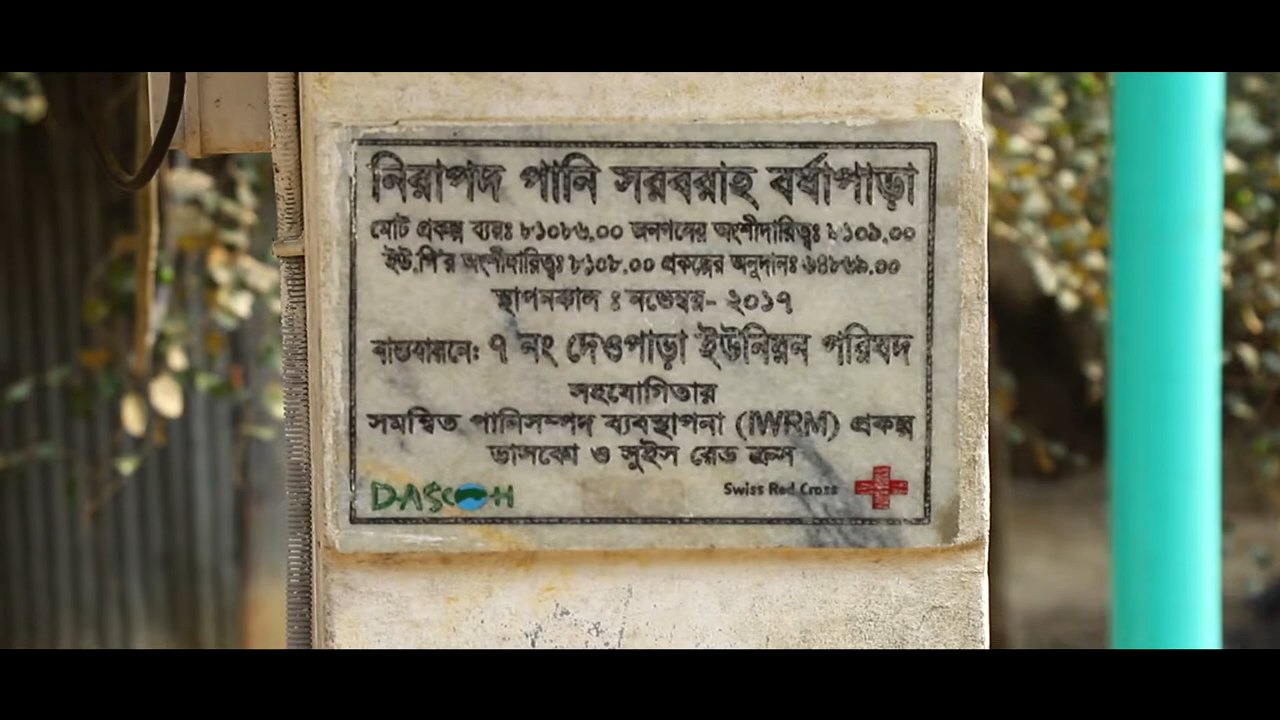 নিরাপদ পানি সরবরাহ বর্ষাপাড়া
মোট প্রকল্প ব্যয়ঃ ৮১০৮৬.০০ জনগনের অংশীদারিত্বঃ ৮১০৯.০০
ইউ.পি'র অংশীদারিত্বঃ ৮১০৮.০০ প্রকল্পের অনুদানঃ ৬৪৮৬৯.০০
স্থাপনকাল ঃ নভেম্বর- ২০১৭
বাস্তবায়নে: ৭ নং দেওপাড়া ইউনিয়ন পরিষদ
সহযোগিতায়
সমন্বিত পানিসম্পদ ব্যবস্থাপনা (IWRM) প্রকল্প
ডাসকো ও সুইস রেড ক্রস
DASCOH Swiss Red Cross